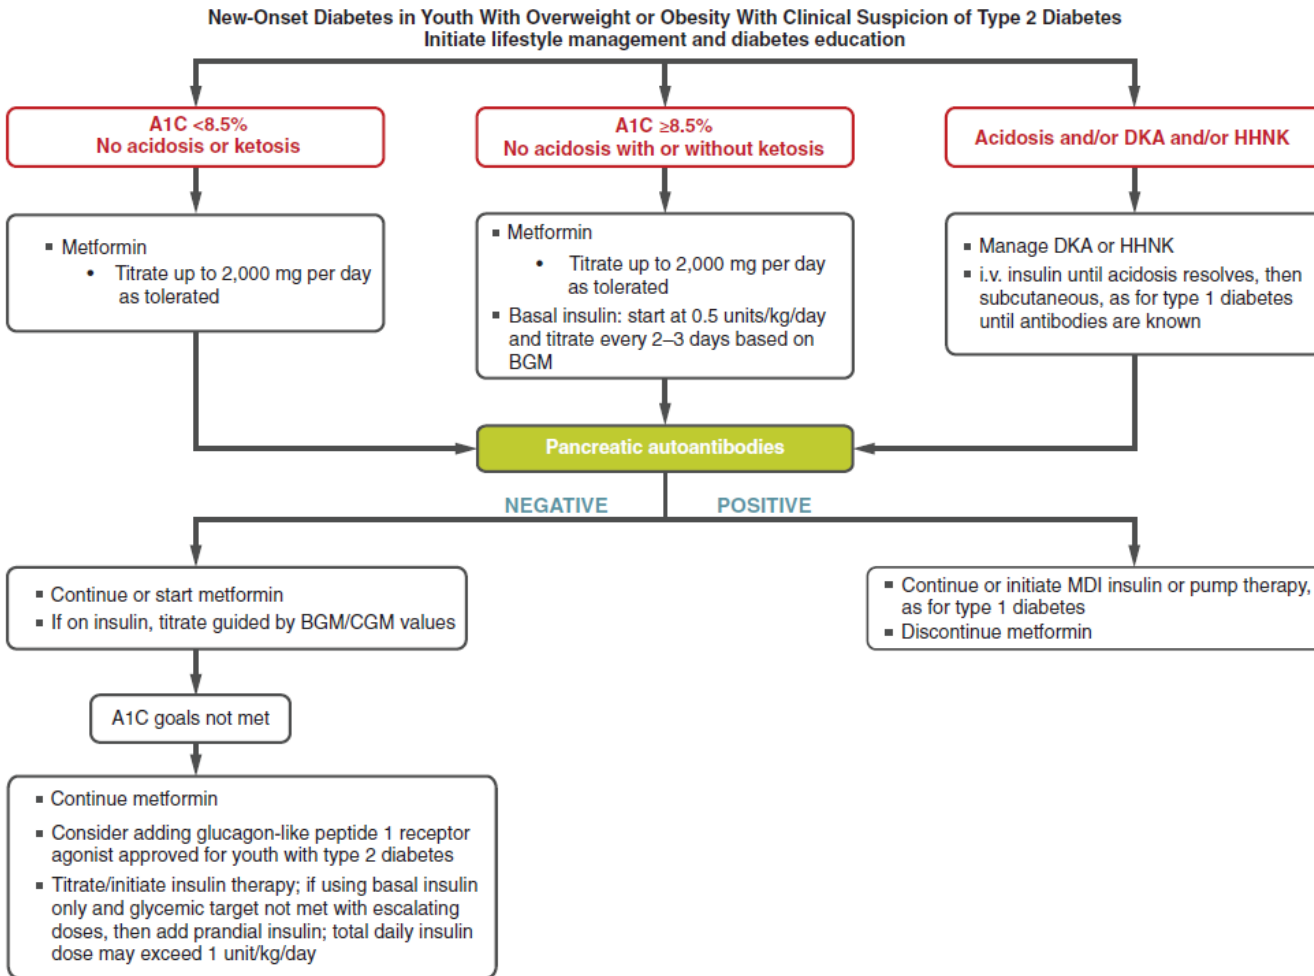 New-Onset Diabetes in Youth With Overweight or Obesity With Clinical Suspicion of Type 2 Diabetes
Initiate lifestyle management and diabetes education
A1C <8.5%
No acidosis or ketosis
A1C ≥8.5%
No acidosis with or without ketosis
Acidosis and/or DKA and/or HHNK
▪ Metformin
• Titrate up to 2,000 mg per day
as tolerated
▪ Metformin
• Titrate up to 2,000 mg per day
as tolerated
▪ Basal insulin: start at 0.5 units/kg/day
and titrate every 2–3 days based on
BGM
▪ Manage DKA or HHNK
▪ i.v. insulin until acidosis resolves, then
subcutaneous, as for type 1 diabetes
until antibodies are known
Pancreatic autoantibodies
NEGATIVE
POSITIVE
▪ Continue or start metformin
▪ If on insulin, titrate guided by BGM/CGM values
▪ Continue or initiate MDI insulin or pump therapy,
as for type 1 diabetes
▪ Discontinue metformin
A1C goals not met
▪ Continue metformin
▪ Consider adding glucagon-like peptide 1 receptor
agonist approved for youth with type 2 diabetes
▪ Titrate/initiate insulin therapy; if using basal insulin
only and glycemic target not met with escalating
doses, then add prandial insulin; total daily insulin
dose may exceed 1 unit/kg/day